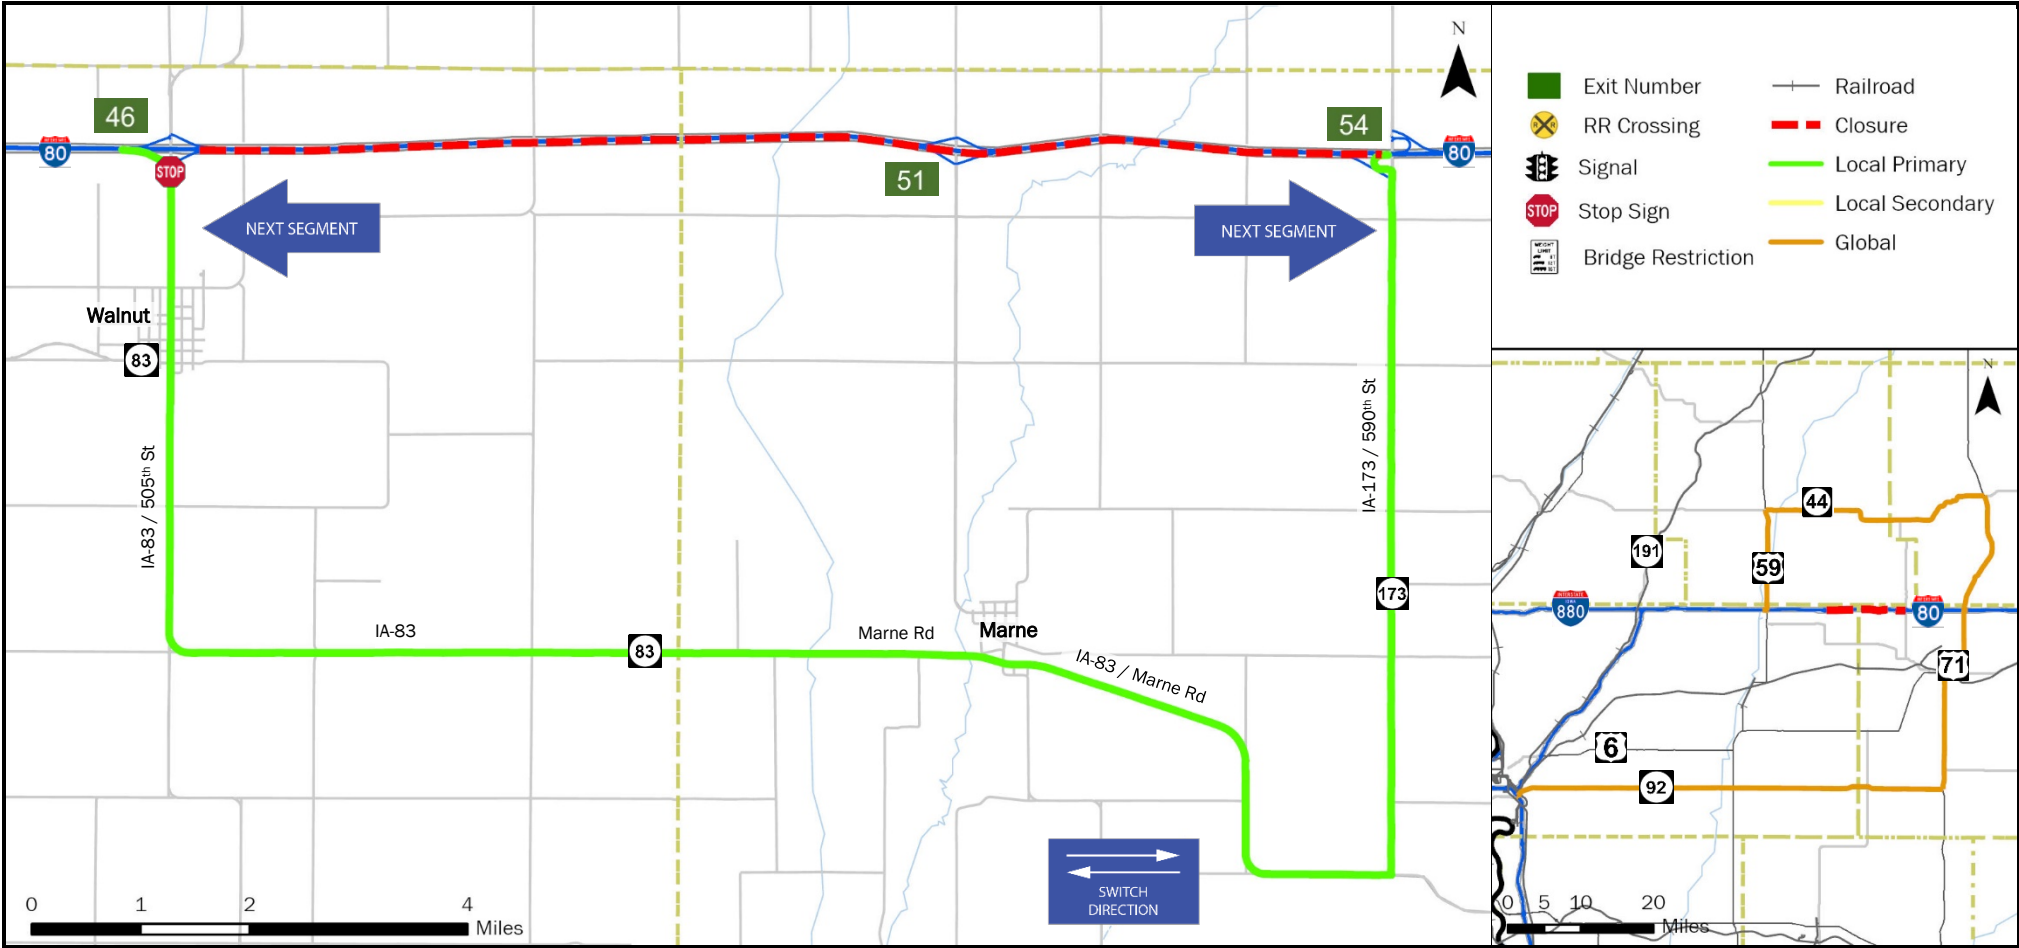 46
80
STOP
NEXT SEGMENT
51
54
80
NEXT SEGMENT
N
Walnut
83
IA-83 / 505th St
IA-173 / 590th St
173
IA-83
83
Marne Rd
Marne
IA-83 / Marne Rd
SWITCH
DIRECTION
0 1 2 4
Miles
Exit Number
RR Crossing
Signal
STOP Stop Sign
WEIGHT
LIMIT
Bridge Restriction
Railroad
Closure
Local Primary
Local Secondary
Global
N
44
191
59
INTERSTATE
880
80
71
6
92
0 5 10 20
Miles